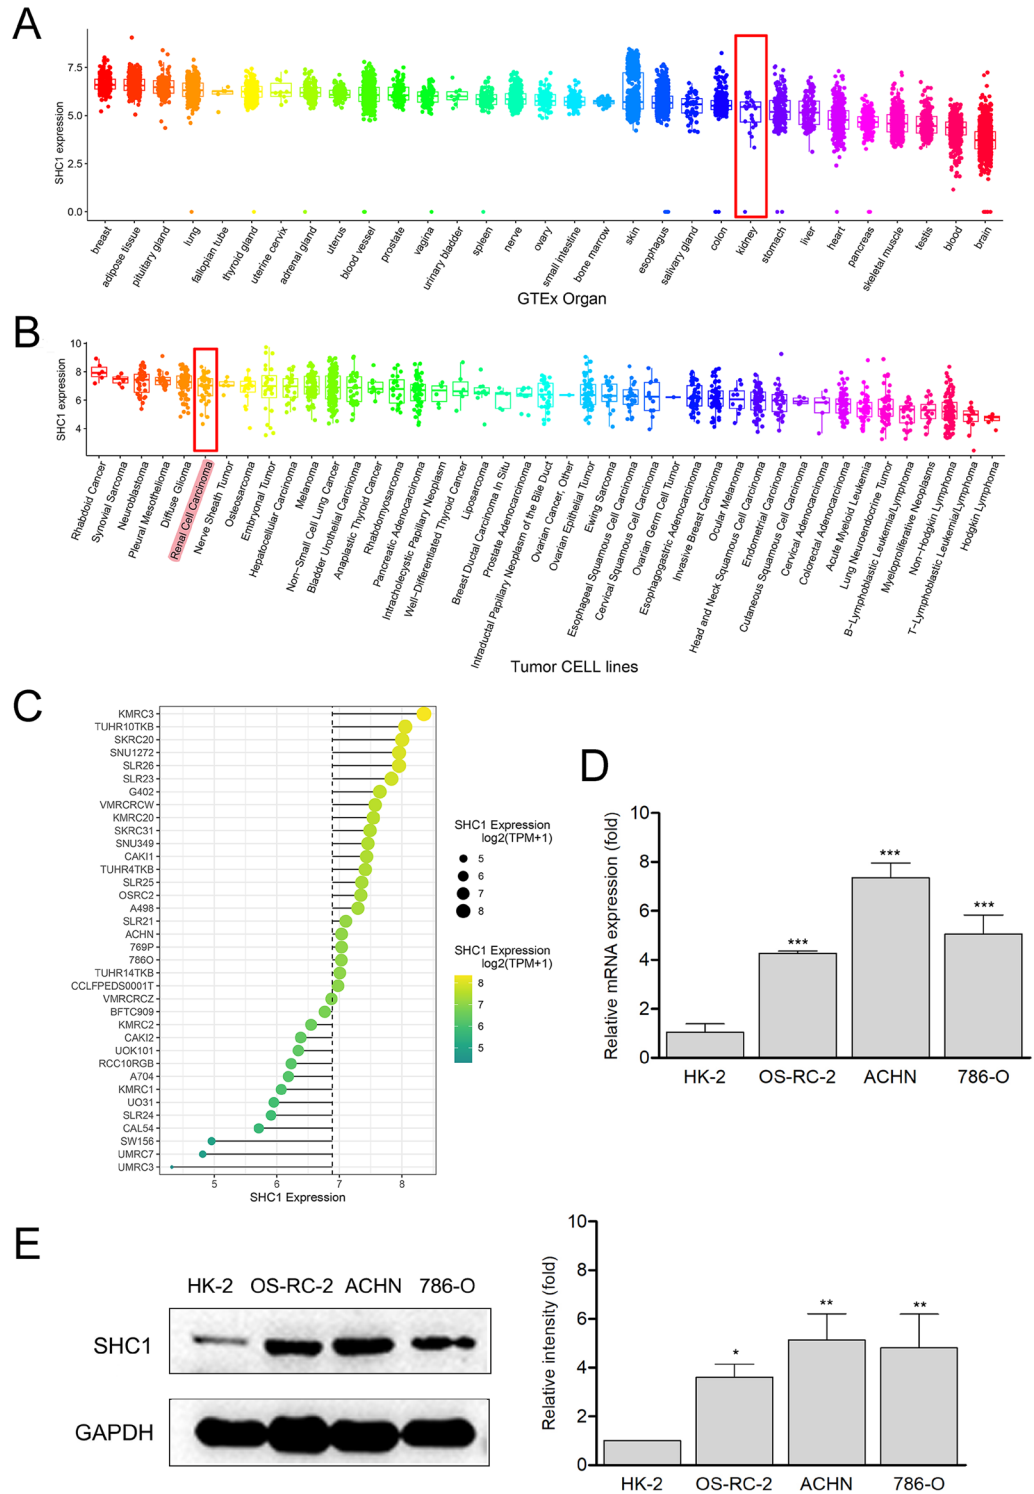 A
SHC1 expression
7.5
5.0
2.5
0.0
breast
adipose tissue
pituitary gland
lung
fallopian tube
thyroid gland
uterine cervix
adrenal gland
uterus
blood vessel
prostate
vagina
urinary bladder
spleen
nerve
ovary
small intestine
bone marrow
skin
esophagus
salivary gland
colon
kidney
stomach
liver
heart
pancreas
skeletal muscle
testis
blood
brain
GTEx Organ
B
SHC1 expression
10
8
6
4
Rhabdoid Cancer
Synovial Sarcoma
Neuroblastoma
Pleural Mesothelioma
Diffuse Glioma
Renal Cell Carcinoma
Nerve Sheath Tumor
Osteosarcoma
Embryonal Tumor
Hepatocellular Carcinoma
Melanoma
Non-Small Cell Lung Cancer
Bladder Urothelial Carcinoma
Anaplastic Thyroid Cancer
Rhabdomyosarcoma
Pancreatic Adenocarcinoma
Intracholecystic Papillary Neoplasm
Well-Differentiated Thyroid Cancer
Liposarcoma
Breast Ductal Carcinoma In Situ
Prostate Adenocarcinoma
Intraductal Papillary Neoplasm of the Bile Duct
Ovarian Cancer, Other
Ovarian Epithelial Tumor
Ewing Sarcoma
Esophageal Squamous Cell Carcinoma
Cervical Squamous Cell Carcinoma
Ovarian Germ Cell Tumor
Esophagogastric Adenocarcinoma
Invasive Breast Carcinoma
Ocular Melanoma
Head and Neck Squamous Cell Carcinoma
Endometrial Carcinoma
Cutaneous Squamous Cell Carcinoma
Cervical Adenocarcinoma
Colorectal Adenocarcinoma
Acute Myeloid Leukemia
Lung Neuroendocrine Tumor
B-Lymphoblastic Leukemia/Lymphoma
Myeloproliferative Neoplasms
Non-Hodgkin Lymphoma
T-Lymphoblastic Leukemia/Lymphoma
Hodgkin Lymphoma
Tumor CELL lines
C
KMRC3
TUHR10TKB
SKRC20
SNU1272
SLR26
SLR23
G402
VMRCRCW
KMRC20
SKRC31
SNU349
CAKI1
TUHR4TKB
SLR25
OSRC2
A498
SLR21
ACHN
769P
786O
TUHR14TKB
CCLFPEDS0001T
VMRCRCZ
BFTC909
KMRC2
CAKI2
UOK101
RCC10RGB
A704
KMRC1
UO31
SLR24
CAL54
SW156
UMRC7
UMRC3
5 6 7 8
SHC1 Expression
SHC1 Expression
log2(TPM+1)
5
6
7
8
SHC1 Expression
log2(TPM+1)
8
7
6
5
D
Relative mRNA expression (fold)
10
8
6
4
2
0
***
***
***
HK-2 OS-RC-2 ACHN 786-O
E
HK-2 OS-RC-2 ACHN 786-O
SHC1
GAPDH
Relative intensity (fold)
10
8
6
4
2
0
*
**
**
HK-2 OS-RC-2 ACHN 786-O